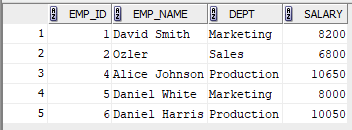 EMP_ID EMP_NAME DEPT SALARY
1 1 David Smith Marketing 8200
2 2 Ozler Sales 6800
3 4 Alice Johnson Production 10650
4 5 Daniel White Marketing 8000
5 6 Daniel Harris Production 10050